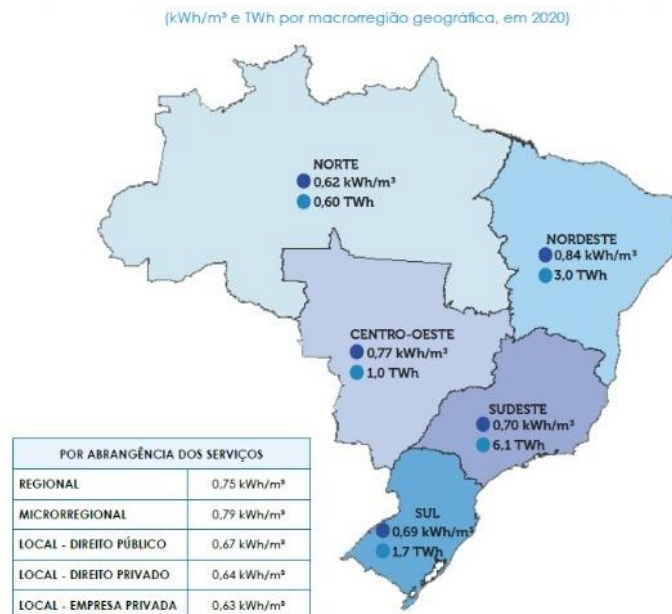 (kWh/m³ e TWh por macrorregião geográfica, em 2020)
NORTE
0,62 kWh/m³
0,60 TWh
NORDESTE
0,84 kWh/m³
3,0 TWh
CENTRO-OESTE
0,77 kWh/m³
1,0 TWh
SUDESTE
0,70 kWh/m³
6,1 TWh
SUL
0,69 kWh/m³
1,7 TWh
POR ABRANGÊNCIA DOS SERVIÇOS
REGIONAL 0,75 kWh/m³
MICRORREGIONAL 0,79 kWh/m³
LOCAL - DIREITO PÚBLICO 0,67 kWh/m³
LOCAL - DIREITO PRIVADO 0,64 kWh/m³
LOCAL - EMPRESA PRIVADA 0,63 kWh/m³